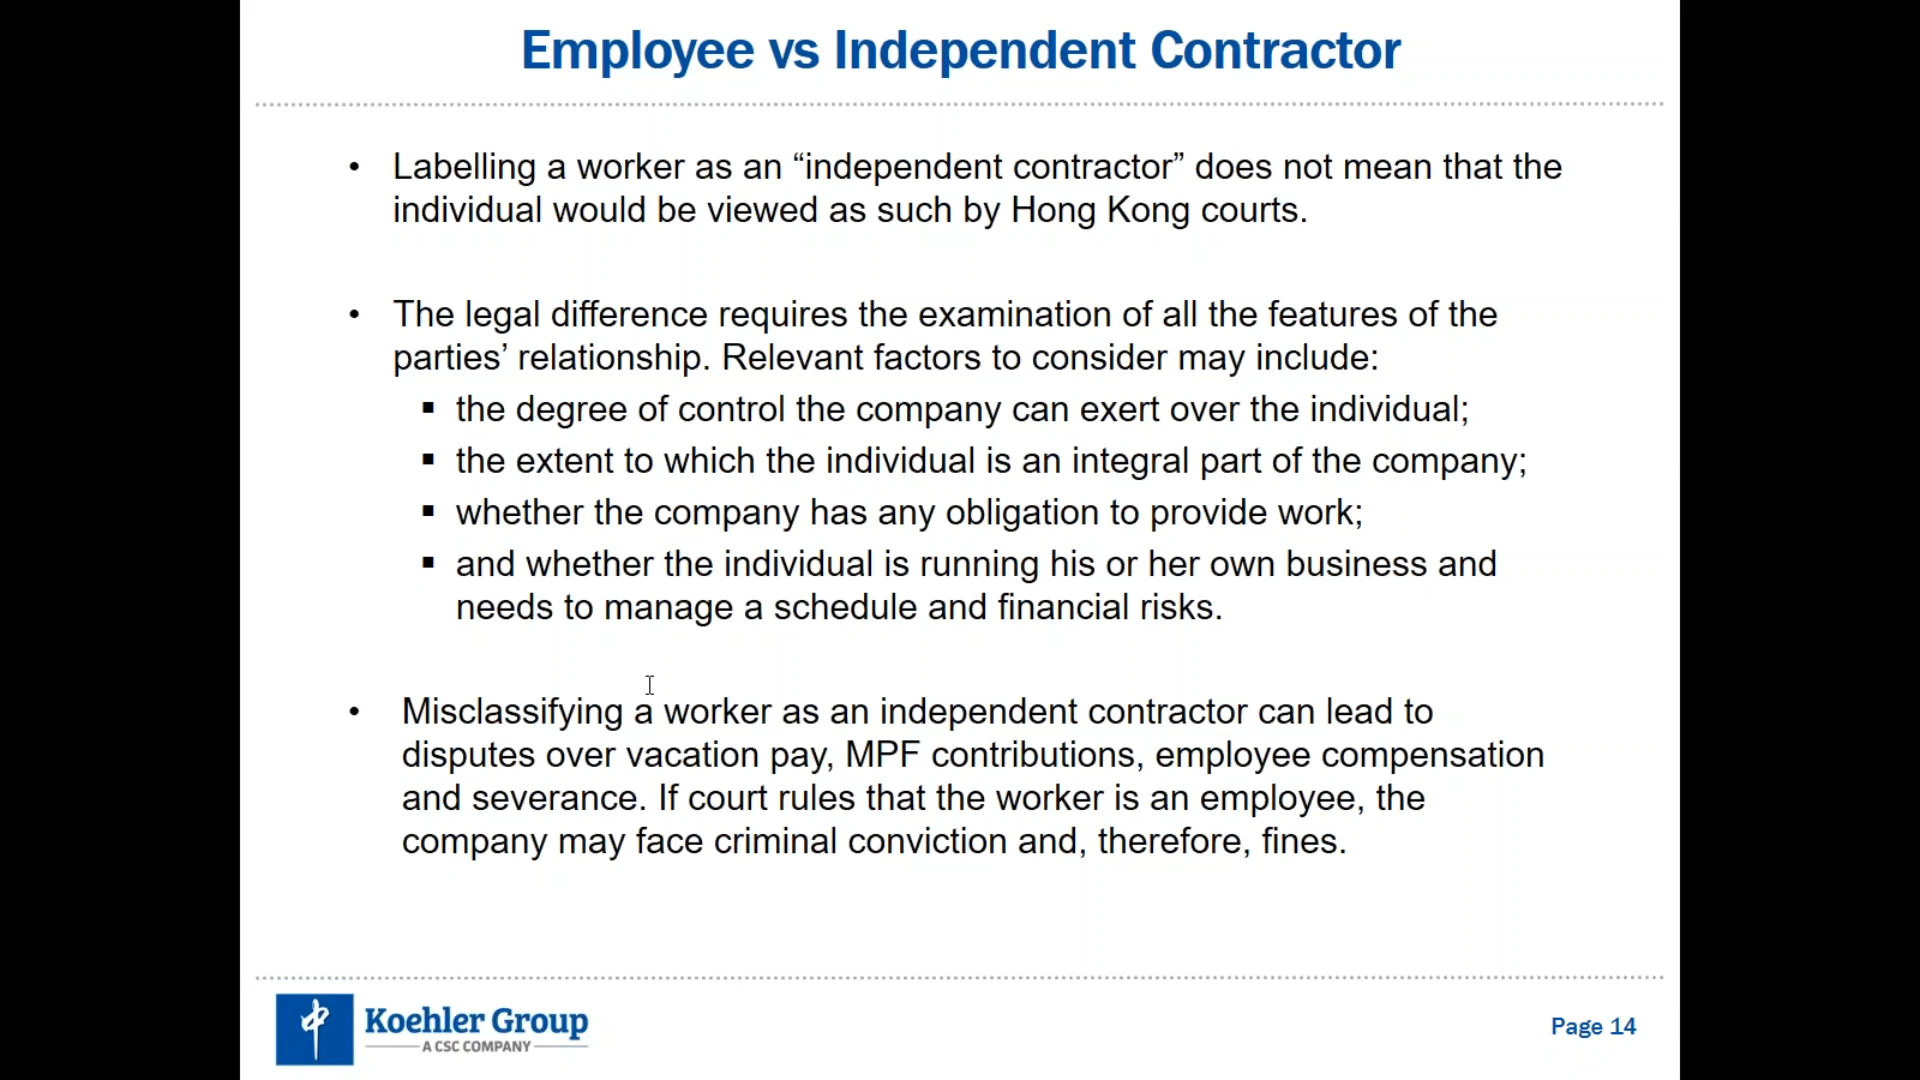 Employee vs Independent Contractor
• Labelling a worker as an “independent contractor” does not mean that the
individual would be viewed as such by Hong Kong courts.
• The legal difference requires the examination of all the features of the
parties’ relationship. Relevant factors to consider may include:
▪ the degree of control the company can exert over the individual;
▪ the extent to which the individual is an integral part of the company;
▪ whether the company has any obligation to provide work;
▪ and whether the individual is running his or her own business and
needs to manage a schedule and financial risks.
• Misclassifying a worker as an independent contractor can lead to
disputes over vacation pay, MPF contributions, employee compensation
and severance. If court rules that the worker is an employee, the
company may face criminal conviction and, therefore, fines.
Koehler Group
A CSC COMPANY
Page 14